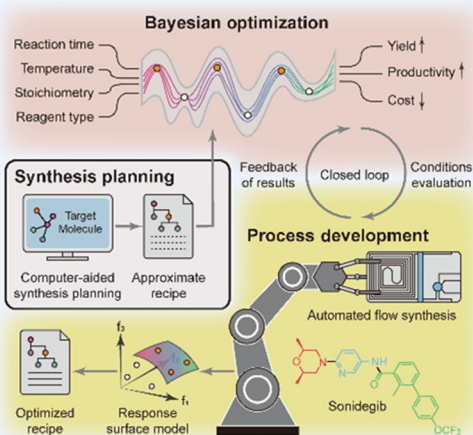 Bayesian optimization
Reaction time
Temperature
Stoichiometry
Reagent type
Yield ↑
Productivity ↑
Cost ↓
Synthesis planning
Target
Molecule
Computer-aided
synthesis planning
Approximate
recipe
Feedback
of results
Closed loop
Conditions
evaluation
Process development
Automated flow synthesis
f₃
f₂
f₁
Optimized
recipe
Response
surface model
O
N
N
NH
O
OCF₃
Sonidegib